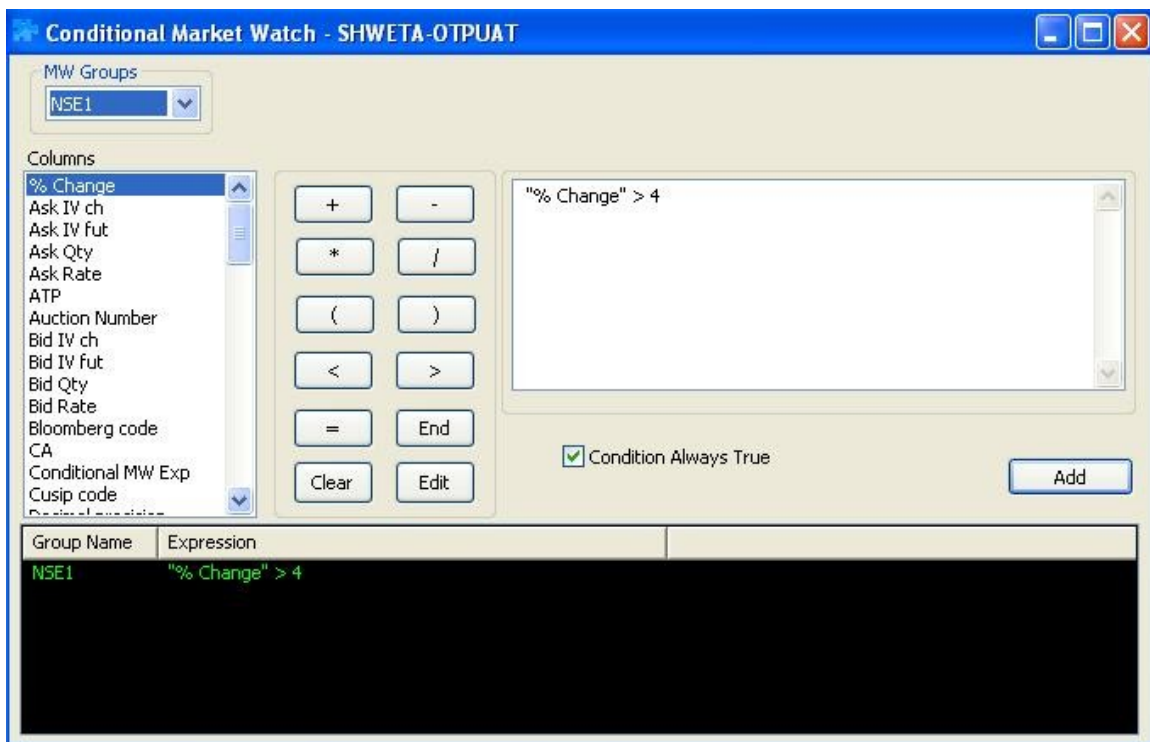 Conditional Market Watch - SHWETA-OTPUAT
MW Groups
NSE1
Columns
% Change
Ask IV ch
Ask IV fut
Ask Qty
Ask Rate
ATP
Auction Number
Bid IV ch
Bid IV fut
Bid Qty
Bid Rate
Bloomberg code
CA
Conditional MW Exp
Cusip code
+ -
* /
( )
< >
= End
Clear Edit
"% Change" > 4
Condition Always True
Add
Group Name Expression
NSE1 "% Change" > 4